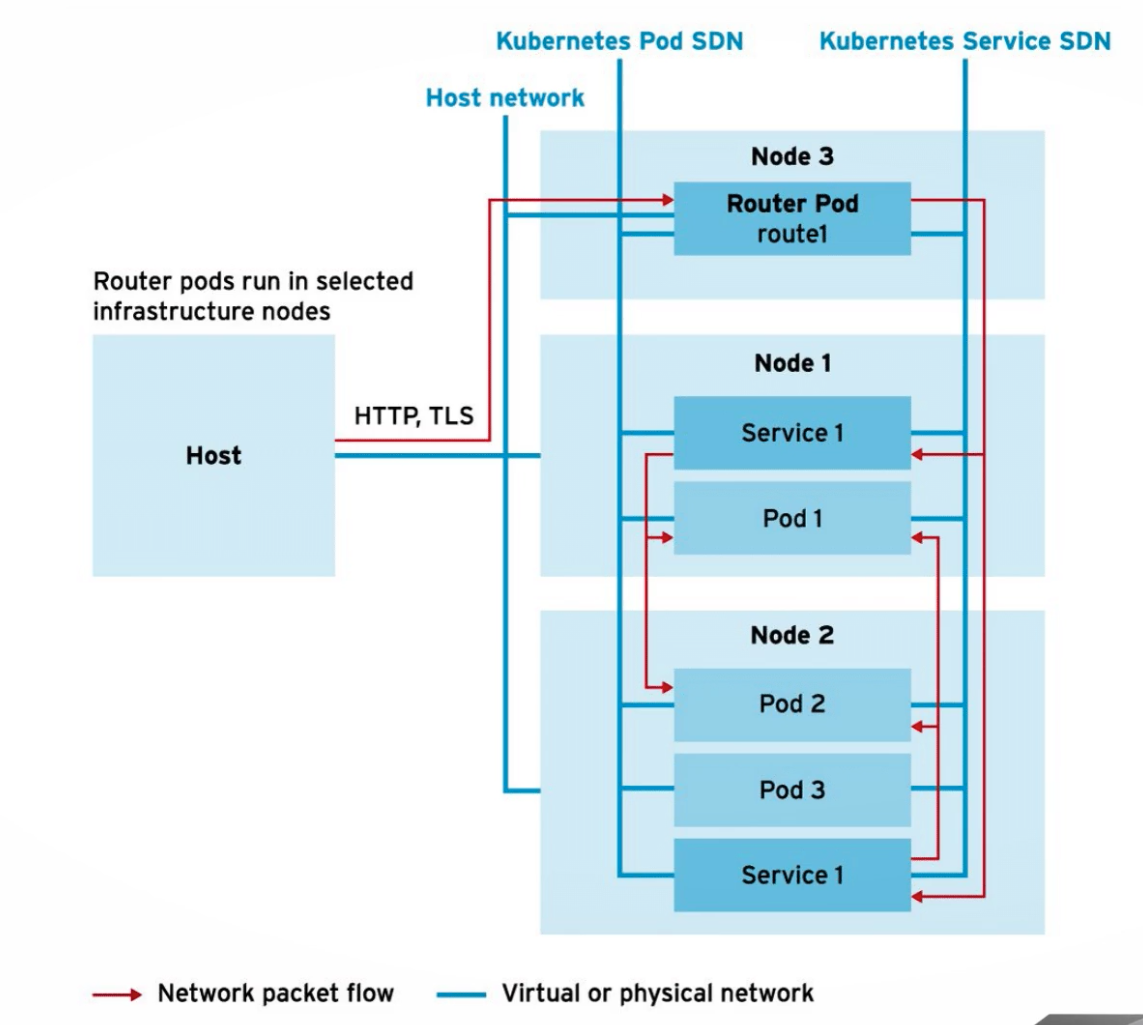 Kubernetes Pod SDN
Kubernetes Service SDN
Host network
Node 3
Router Pod
route1
Router pods run in selected
infrastructure nodes
Node 1
HTTP, TLS
Service 1
Host
Pod 1
Node 2
Pod 2
Pod 3
Service 1
Network packet flow
Virtual or physical network